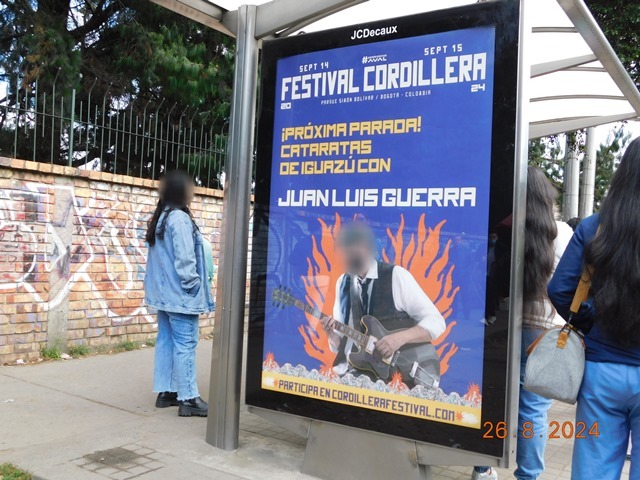 JCDecaux
SEPT 14
#AVAL
SEPT 15
FESTIVAL CORDILLERA
20
PARQUE SIMÓN BOLÍVAR / BOGOTÁ - COLOMBIA
24
¡PRÓXIMA PARADA!
CATARATAS
DE IGUAZÚ CON
JUAN LUIS GUERRA
PARTICIPA EN CORDILLERAFESTIVAL.COM
26.8.2024